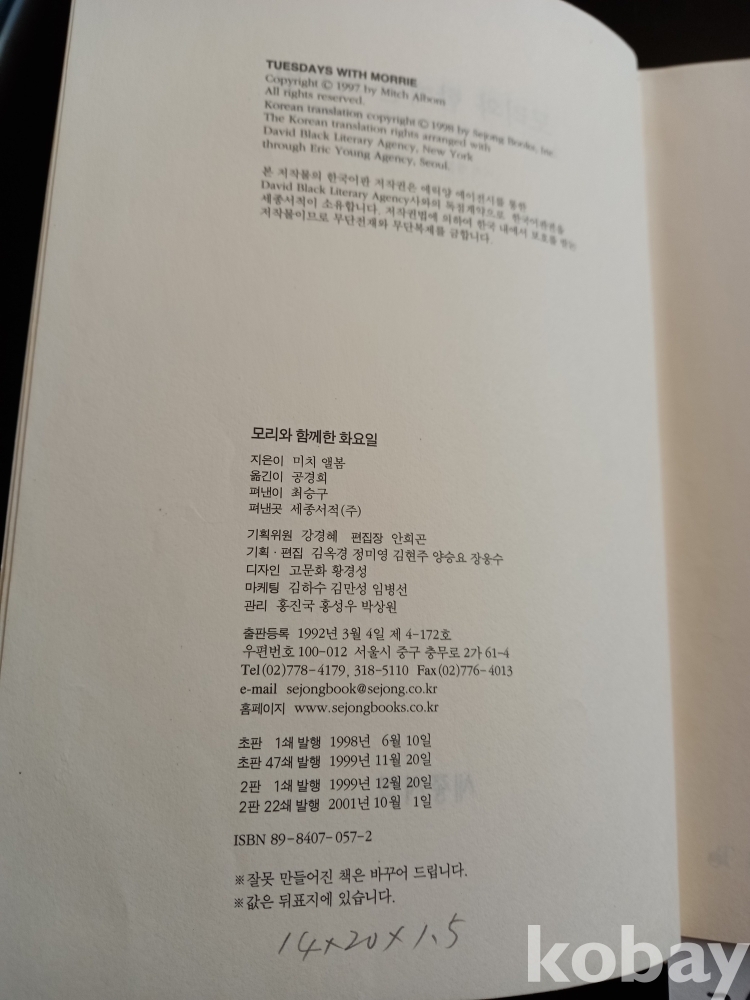 TUESDAYS WITH MORRIE
Copyright © 1997 by Mitch Albom
All rights reserved.
Korean translation copyright © 1998 by Sejong Books, Inc
The Korean translation rights arranged with
David Black Literary Agency, New York
through Eric Young Agency, Seoul.
본 저작물의 한국어판 저작권은 에릭양 에이전시를 통한
David Black Literary Agency사와의 독점계약으로 한국어판권을
세종서적이 소유합니다. 저작권법에 의하여 한국 내에서 보호를 받는
저작물이므로 무단전재와 무단복제를 금합니다.
모리와 함께한 화요일
지은이 미치 앨봄
옮긴이 공경희
펴낸이 최승구
펴낸곳 세종서적(주)
기획위원 강경혜 편집장 안희곤
기획·편집 김옥경 정미영 김현주 양승요 장웅수
디자인 고문화 황경성
마케팅 김하수 김만성 임병선
관리 홍진국 홍성우 박상원
출판등록 1992년 3월 4일 제 4-172호
우편번호 100-012 서울시 중구 충무로 2가 61-4
Tel(02)778-4179, 318-5110 Fax(02)776-4013
e-mail sejongbook@sejong.co.kr
홈페이지 www.sejongbooks.co.kr
초판 1쇄 발행 1998년 6월 10일
초판 47쇄 발행 1999년 11월 20일
2판 1쇄 발행 1999년 12월 20일
2판 22쇄 발행 2001년 10월 1일
ISBN 89-8407-057-2
※잘못 만들어진 책은 바꾸어 드립니다.
※값은 뒤표지에 있습니다.
14×20×1.5
kobay